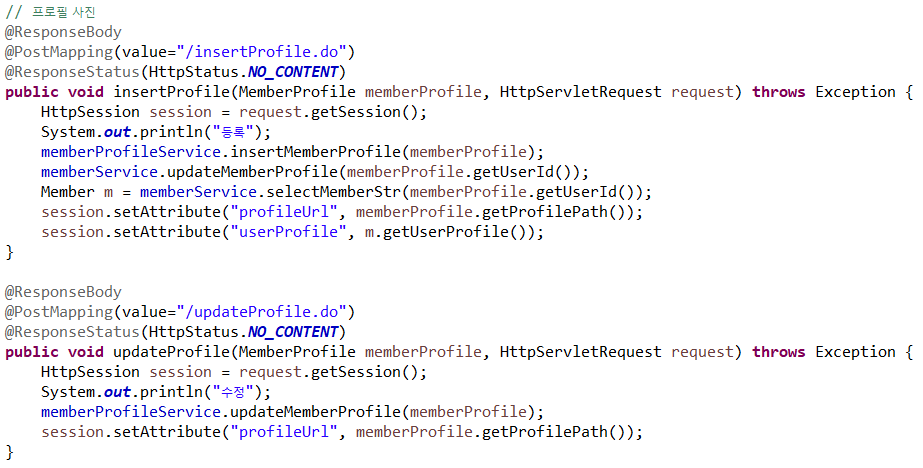 // 프로필 사진
@ResponseBody
@PostMapping(value="/insertProfile.do")
@ResponseStatus(HttpStatus.NO_CONTENT)
public void insertProfile(MemberProfile memberProfile, HttpServletRequest request) throws Exception {
    HttpSession session = request.getSession();
    System.out.println("등록");
    memberProfileService.insertMemberProfile(memberProfile);
    memberService.updateMemberProfile(memberProfile.getUserId());
    Member m = memberService.selectMemberStr(memberProfile.getUserId());
    session.setAttribute("profileUrl", memberProfile.getProfilePath());
    session.setAttribute("userProfile", m.getUserProfile());
}

@ResponseBody
@PostMapping(value="/updateProfile.do")
@ResponseStatus(HttpStatus.NO_CONTENT)
public void updateProfile(MemberProfile memberProfile, HttpServletRequest request) throws Exception {
    HttpSession session = request.getSession();
    System.out.println("수정");
    memberProfileService.updateMemberProfile(memberProfile);
    session.setAttribute("profileUrl", memberProfile.getProfilePath());
}